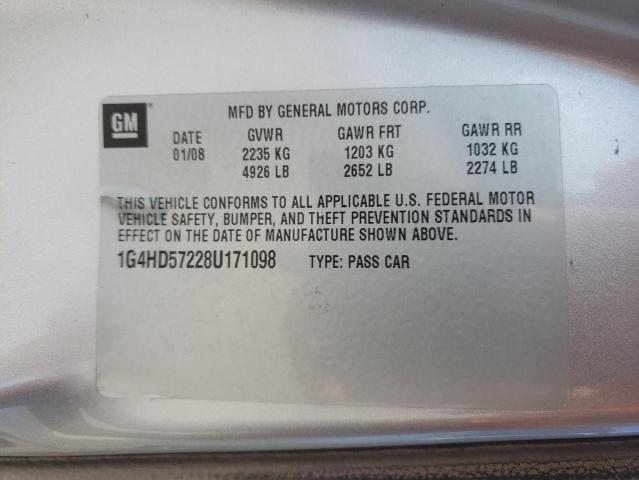 GM
MFD BY GENERAL MOTORS CORP.
DATE GVWR GAWR FRT GAWR RR
01/08 2235 KG 1203 KG 1032 KG
4926 LB 2652 LB 2274 LB
THIS VEHICLE CONFORMS TO ALL APPLICABLE U.S. FEDERAL MOTOR
VEHICLE SAFETY, BUMPER, AND THEFT PREVENTION STANDARDS IN
EFFECT ON THE DATE OF MANUFACTURE SHOWN ABOVE.
1G4HD57228U171098 TYPE: PASS CAR